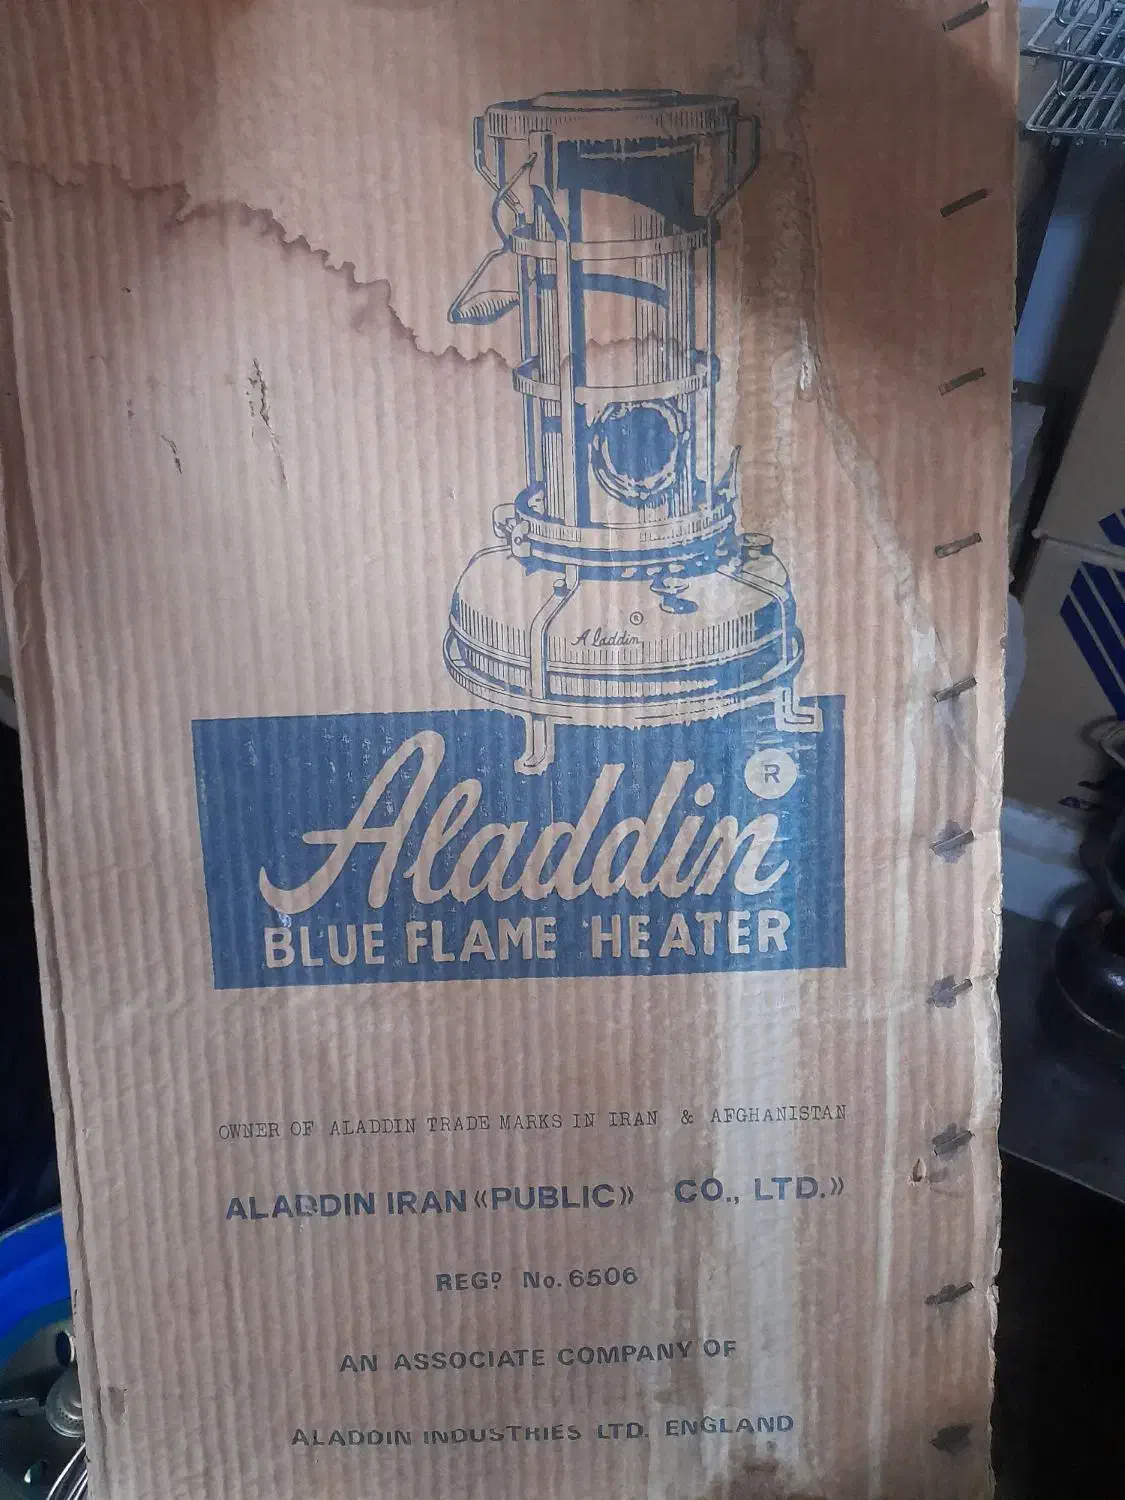 ® 
Aladdin
Aladdin ®
BLUE FLAME HEATER
OWNER OF ALADDIN TRADE MARKS IN IRAN & AFGHANISTAN
ALADDIN IRAN «PUBLIC» CO., LTD.»
REGº No. 6506
AN ASSOCIATE COMPANY OF
ALADDIN INDUSTRIES LTD. ENGLAND